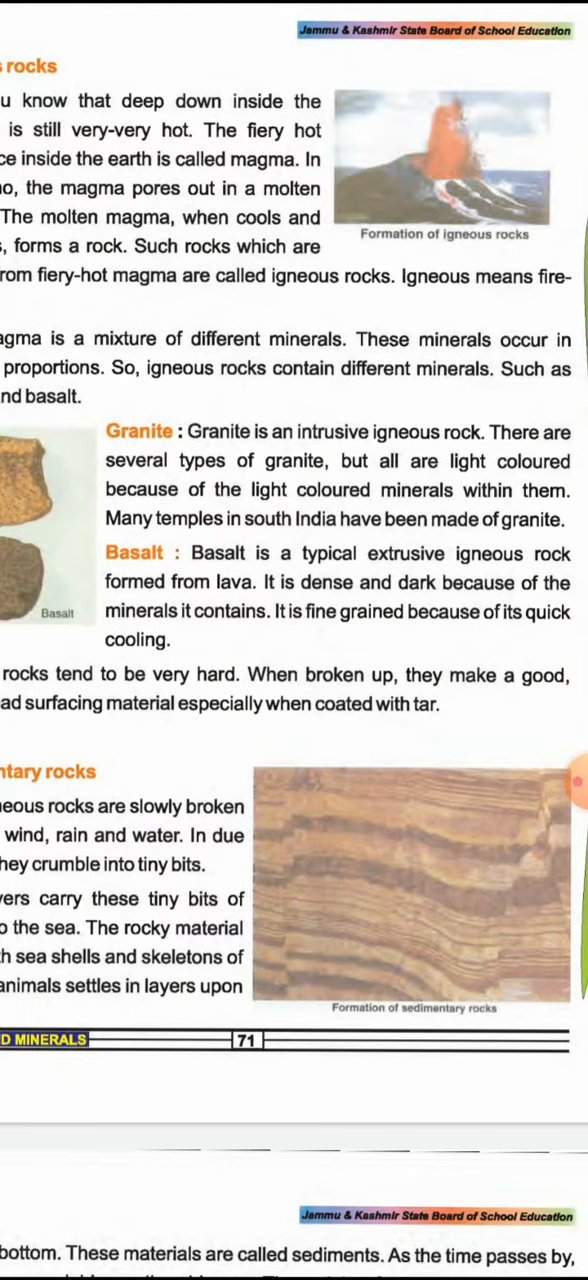 Jammu & Kashmir State Board of School Education
rocks
u know that deep down inside the
is still very-very hot. The fiery hot
ce inside the earth is called magma. In
o, the magma pores out in a molten
The molten magma, when cools and
s, forms a rock. Such rocks which are
Formation of igneous rocks
rom fiery-hot magma are called igneous rocks. Igneous means fire-
agma is a mixture of different minerals. These minerals occur in
proportions. So, igneous rocks contain different minerals. Such as
nd basalt.
Granite : Granite is an intrusive igneous rock. There are
several types of granite, but all are light coloured
because of the light coloured minerals within them.
Many temples in south India have been made of granite.
Basalt : Basalt is a typical extrusive igneous rock
formed from lava. It is dense and dark because of the
minerals it contains. It is fine grained because of its quick
cooling.
Basalt
rocks tend to be very hard. When broken up, they make a good,
ad surfacing material especially when coated with tar.
ntary rocks
neous rocks are slowly broken
wind, rain and water. In due
hey crumble into tiny bits.
vers carry these tiny bits of
o the sea. The rocky material
th sea shells and skeletons of
animals settles in layers upon
Formation of sedimentary rocks
D MINERALS
71
Jammu & Kashmir State Board of School Education
bottom. These materials are called sediments. As the time passes by,